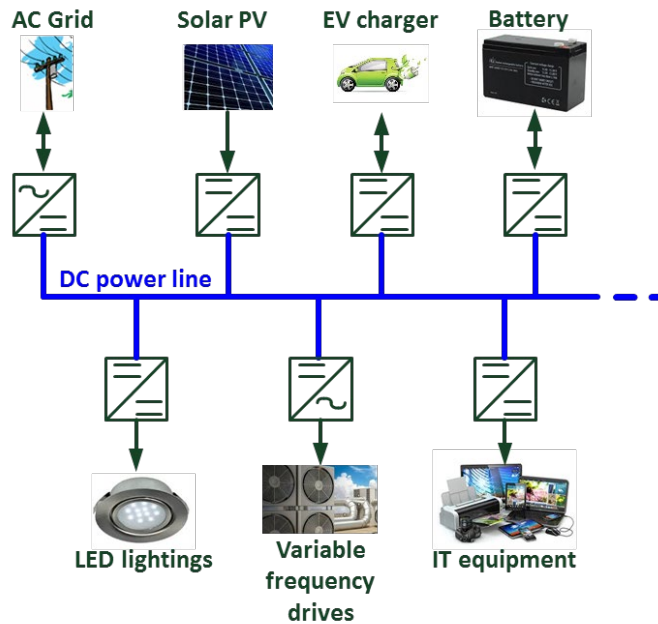 AC Grid
Solar PV
EV charger
Battery
DC power line
LED lightings
Variable
frequency
drives
IT equipment